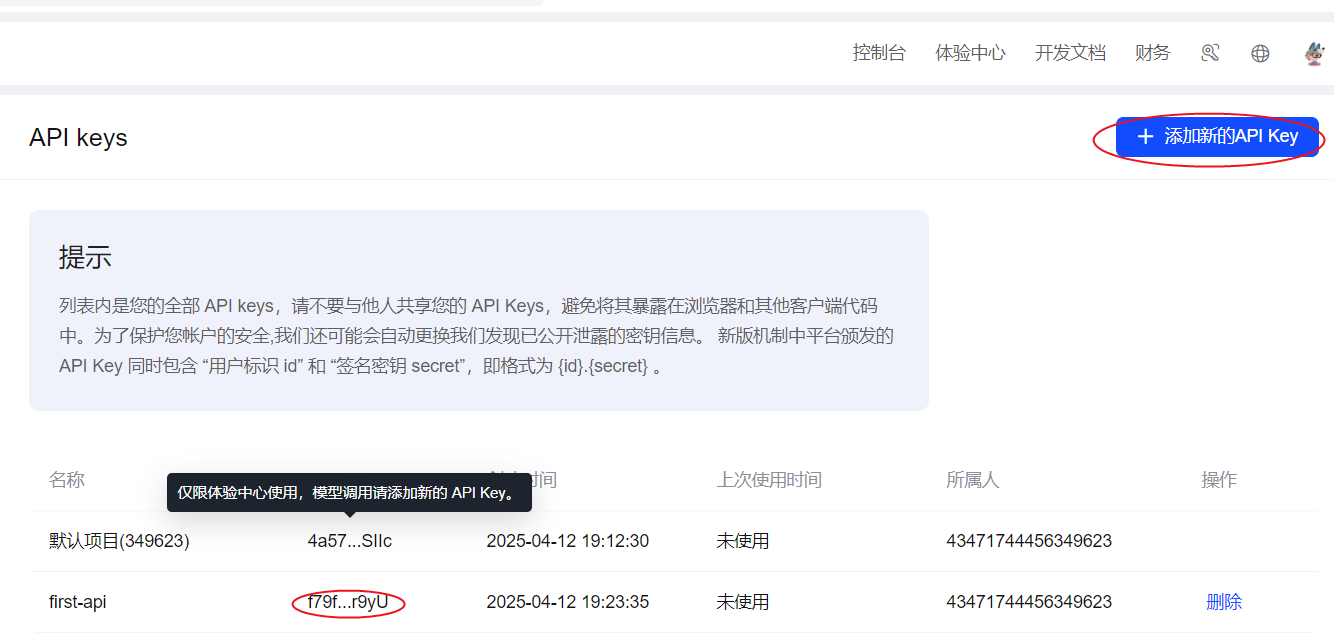 控制台 体验中心 开发文档 财务
API keys
添加新的API Key
提示
列表内是您的全部 API keys，请不要与他人共享您的 API Keys，避免将其暴露在浏览器和其他客户端代码
中。为了保护您帐户的安全,我们还可能会自动更换我们发现已公开泄露的密钥信息。 新版机制中平台颁发的
API Key 同时包含 “用户标识 id” 和 “签名密钥 secret”，即格式为 {id}.{secret} 。
名称 时间 上次使用时间 所属人 操作
仅限体验中心使用，模型调用请添加新的 API Key。
默认项目(349623) 4a57...SIIc 2025-04-12 19:12:30 未使用 43471744456349623
first-api f79f...r9yU 2025-04-12 19:23:35 未使用 43471744456349623 删除